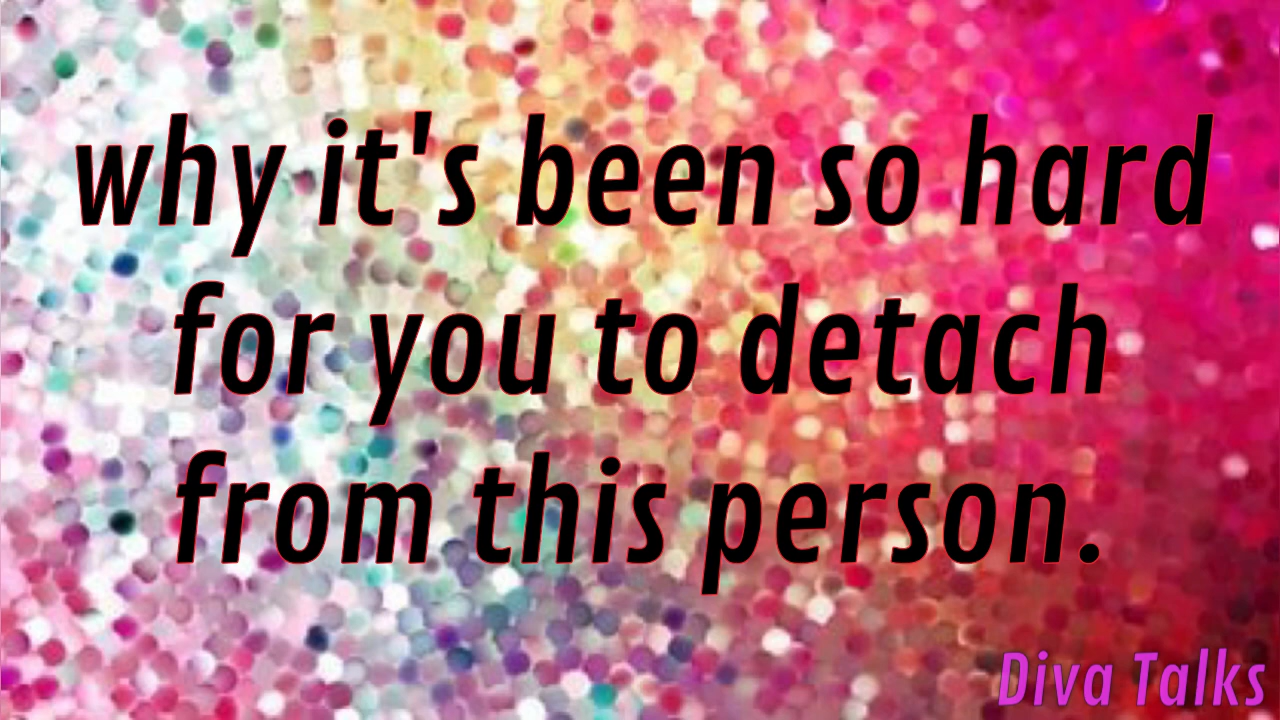 why it's been so hard
for you to detach
from this person.
Diva Talks